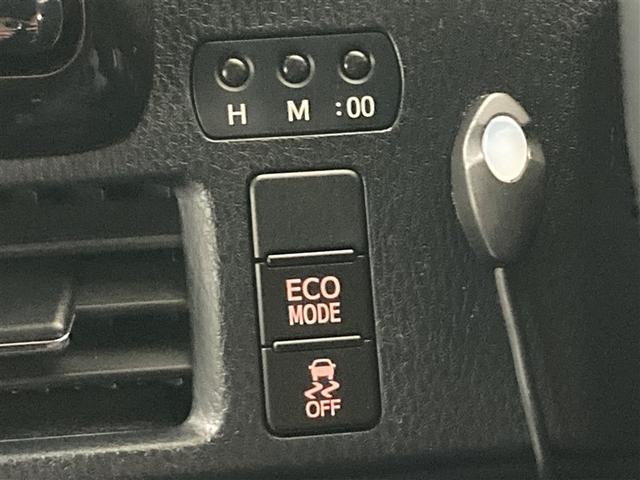 H M :00
ECO
MODE
OFF